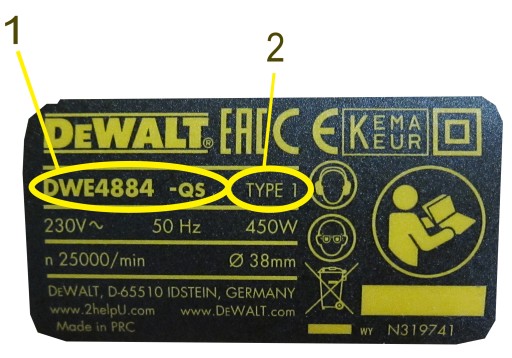 1
2
DEWALT® EAC CE KEMA KEUR
DWE4884 -QS TYPE 1
230V~ 50 Hz 450W
n 25000/min Ø 38mm
DEWALT, D-65510 IDSTEIN, GERMANY
www.2helpU.com www.DEWALT.com
Made in PRC
WY N319741